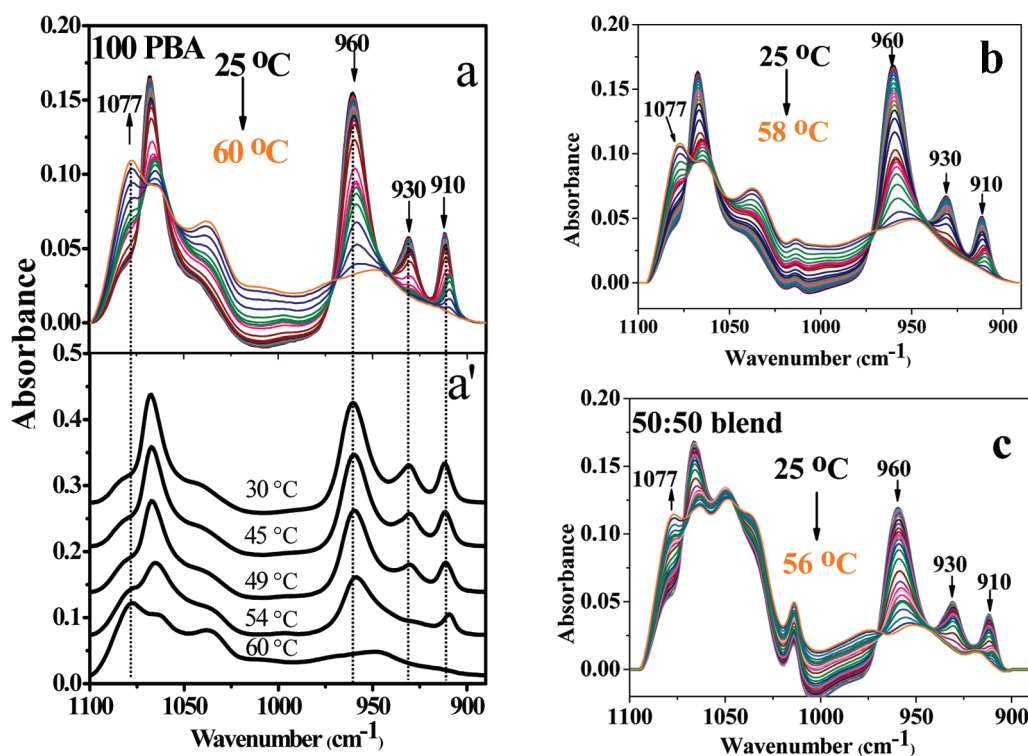 100 PBA
a
25 °C
60 °C
1077
960
930
910
0.20
0.15
0.10
0.05
0.00
Absorbance
a'
0.5
0.4
0.3
0.2
0.1
0.0
30 °C
45 °C
49 °C
54 °C
60 °C
1100 1050 1000 950 900
Wavenumber (cm-1)
b
25 °C
58 °C
1077
960
930
910
0.20
0.15
0.10
0.05
0.00
Absorbance
1100 1050 1000 950 900
Wavenumber (cm-1)
50:50 blend
c
25 °C
56 °C
1077
960
930
910
0.20
0.15
0.10
0.05
0.00
Absorbance
1100 1050 1000 950 900
Wavenumber (cm-1)